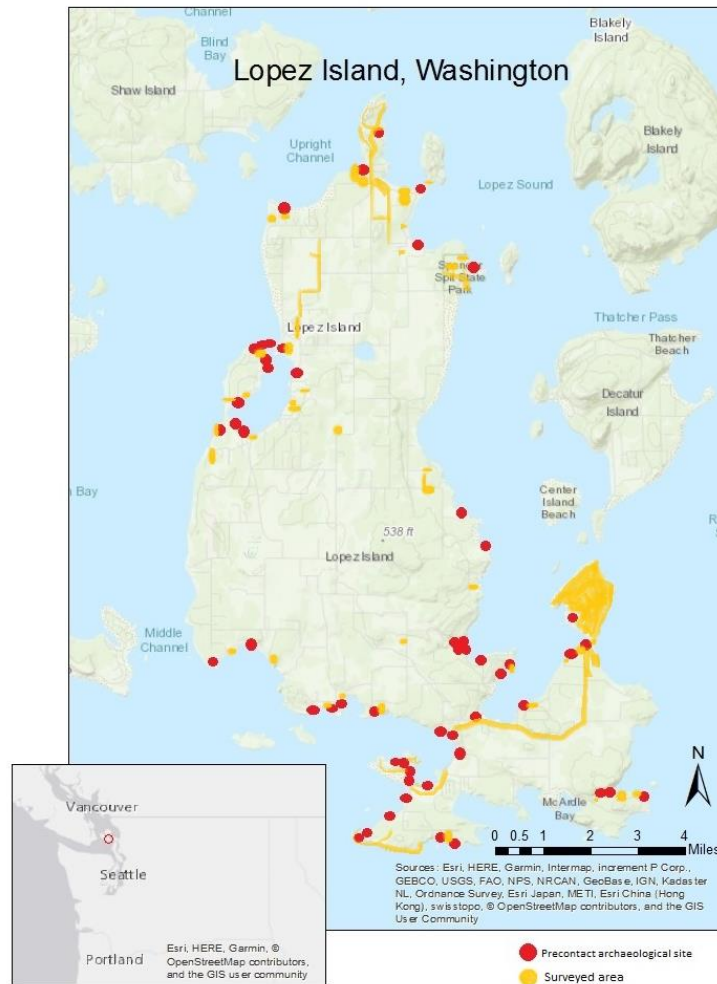 Channel
Blind
Bay
Blakely
Island
Lopez Island, Washington
Shaw Island
Upright
Channel
Blakely
Island
Lopez Sound
Spit State
Park
Thatcher Pass
Lopez Island
Thatcher
Beach
Decatur
Island
Bay
Center
Island
Beach
538 ft
Lopez Island
Middle
Channel
N
McArdle
Bay
0 0.5 1 2 3 4
Miles
Sources: Esri, HERE, Garmin, Intermap, increment P Corp.,
GEBCO, USGS, FAO, NPS, NRCAN, GeoBase, IGN, Kadaster
NL, Ordnance Survey, Esri Japan, METI, Esri China (Hong
Kong), swisstopo, © OpenStreetMap contributors, and the GIS
User Community
Vancouver
Seattle
Portland
Esri, HERE, Garmin, ©
OpenStreetMap contributors,
and the GIS user community
Precontact archaeological site
Surveyed area